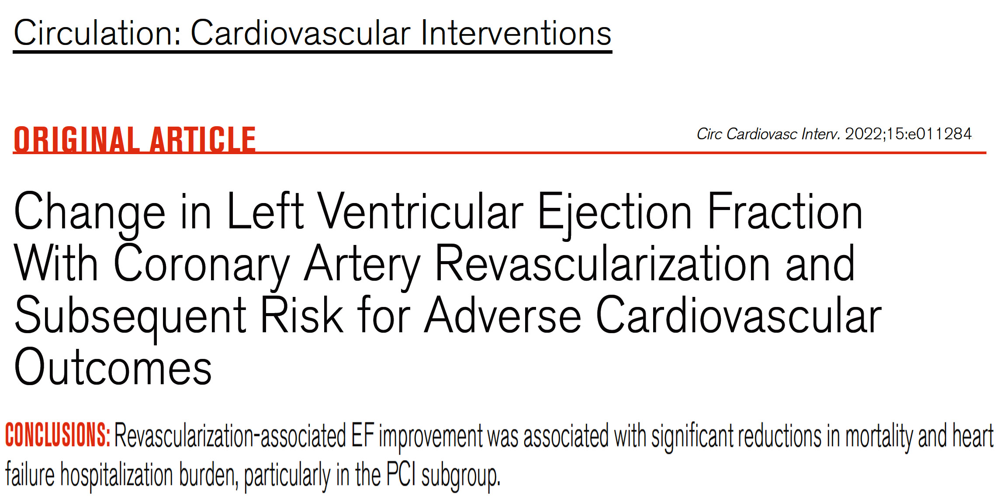 Circulation: Cardiovascular Interventions
ORIGINAL ARTICLE
Circ Cardiovasc Interv. 2022;15:e011284
Change in Left Ventricular Ejection Fraction
With Coronary Artery Revascularization and
Subsequent Risk for Adverse Cardiovascular
Outcomes
CONCLUSIONS: Revascularization-associated EF improvement was associated with significant reductions in mortality and heart
failure hospitalization burden, particularly in the PCI subgroup.